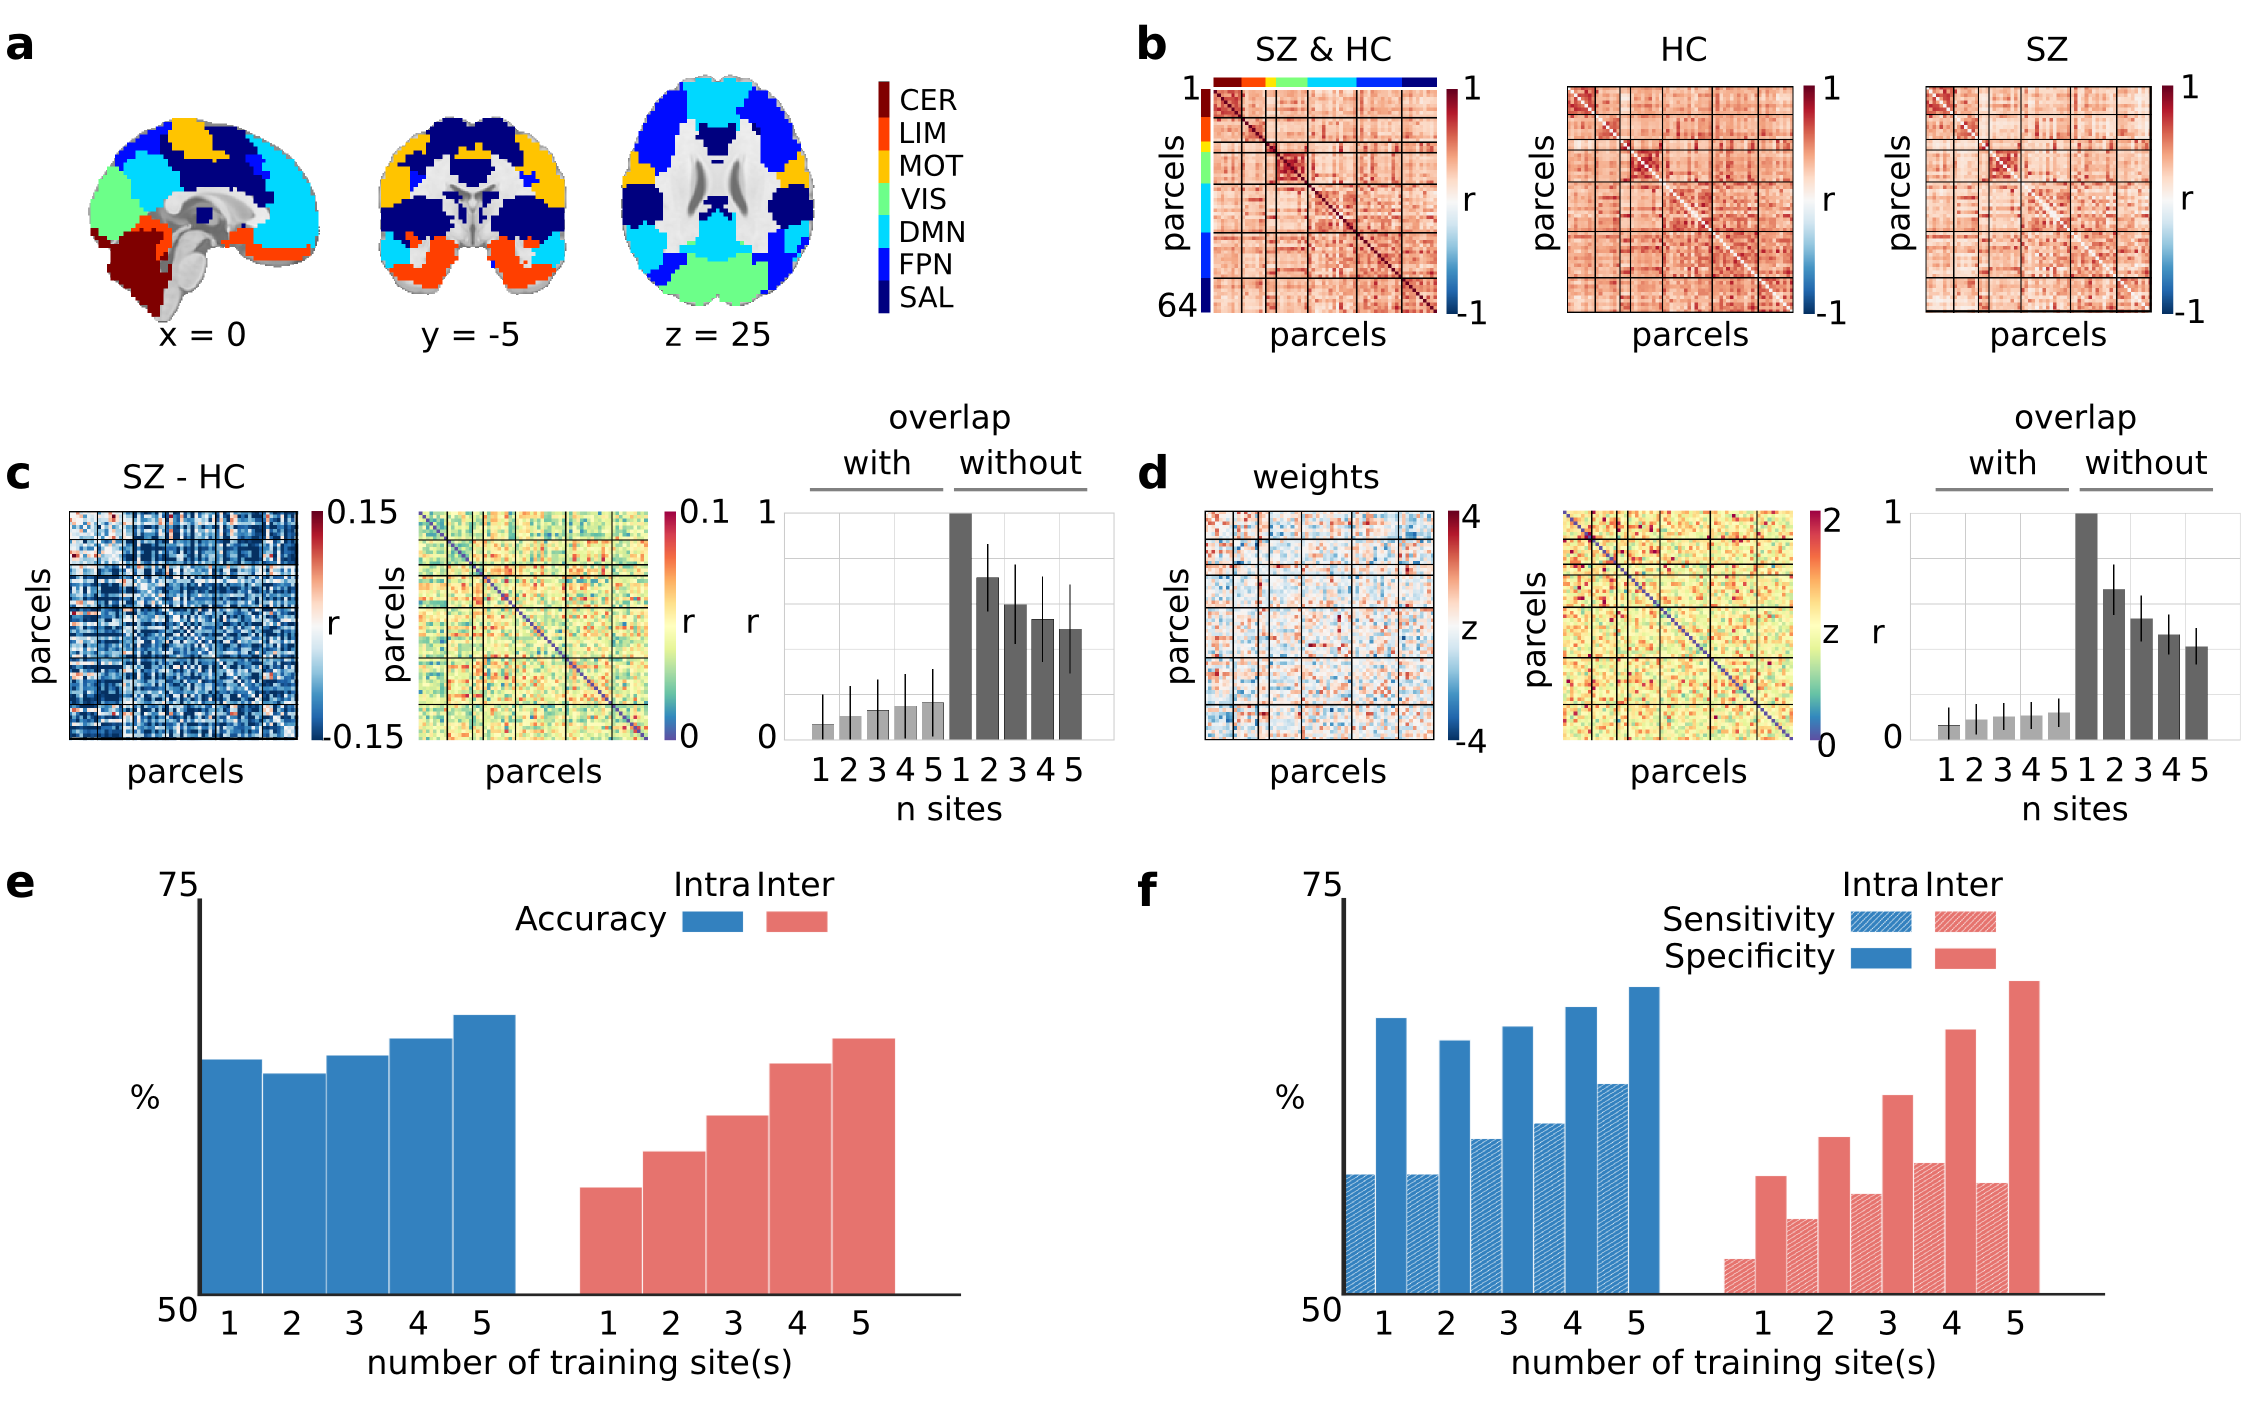 a
CER
LIM
MOT
VIS
DMN
FPN
SAL
x = 0
y = -5
z = 25
b
SZ & HC
HC
SZ
1
64
parcels
parcels
1
r
-1
parcels
parcels
1
r
-1
parcels
parcels
1
r
-1
c
SZ - HC
parcels
parcels
0.15
r
-0.15
parcels
parcels
0.1
r
0
overlap
with without
1
r
0
1 2 3 4 5 1 2 3 4 5
n sites
d
weights
parcels
parcels
4
z
-4
parcels
parcels
2
z
0
overlap
with without
1
r
0
1 2 3 4 5 1 2 3 4 5
n sites
e
75
%
50
Intra Inter
Accuracy
1 2 3 4 5 1 2 3 4 5
number of training site(s)
f
75
%
50
Intra Inter
Sensitivity
Specificity
1 2 3 4 5 1 2 3 4 5
number of training site(s)